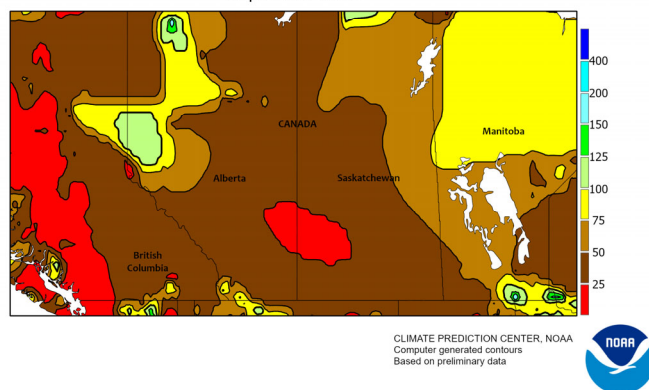 CANADA
Manitoba
Alberta
Saskatchewan
British
Columbia
400
200
150
125
100
75
50
25
CLIMATE PREDICTION CENTER, NOAA
Computer generated contours
Based on preliminary data
NOAA